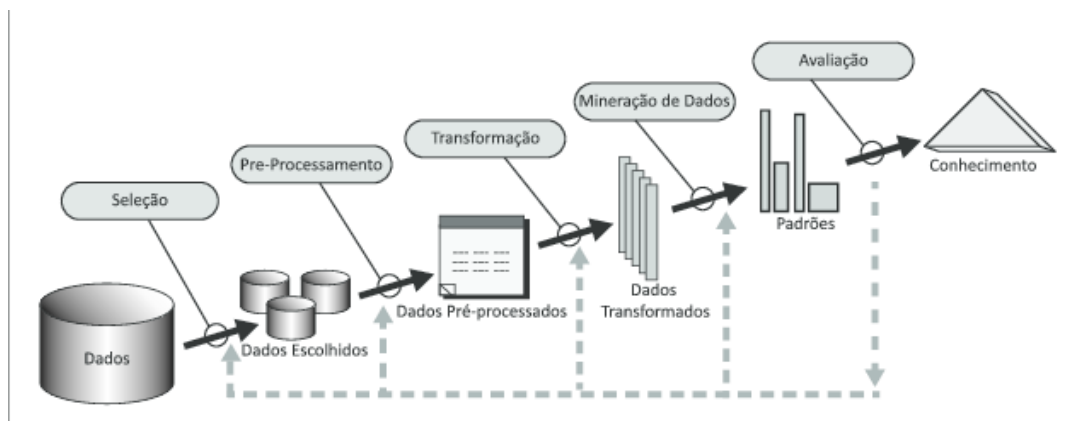 Avaliação
Mineração de Dados
Transformação
Pre-Processamento
Seleção
Conhecimento
Padrões
Dados
Transformados
Dados Pré-processados
Dados Escolhidos
Dados